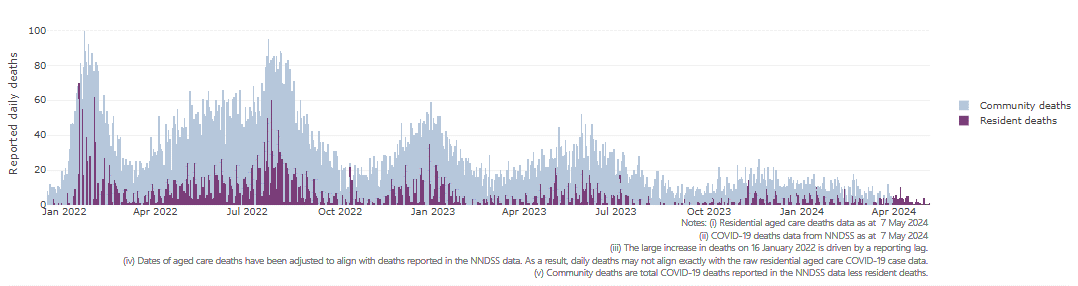 100
80
60
40
20
0
Reported daily deaths
Jan 2022 Apr 2022 Jul 2022 Oct 2022 Jan 2023 Apr 2023 Jul 2023 Oct 2023 Jan 2024 Apr 2024
Community deaths
Resident deaths
Notes: (i) Residential aged care deaths data as at 7 May 2024
(ii) COVID-19 deaths data from NNDSS as at 7 May 2024
(iii) The large increase in deaths on 16 January 2022 is driven by a reporting lag.
(iv) Dates of aged care deaths have been adjusted to align with deaths reported in the NNDSS data. As a result, daily deaths may not align exactly with the raw residential aged care COVID-19 case data.
(v) Community deaths are total COVID-19 deaths reported in the NNDSS data less resident deaths.